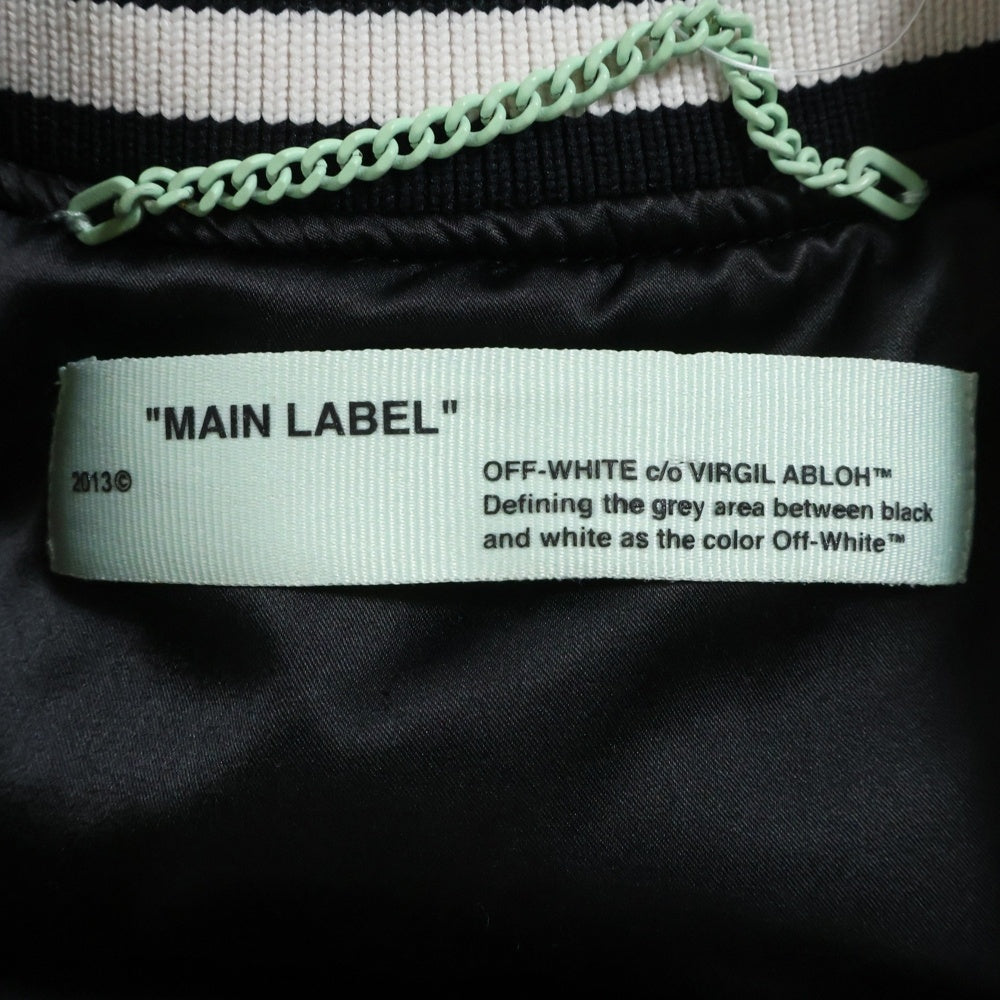 "MAIN LABEL"
2013©
OFF-WHITE c/o VIRGIL ABLOH™
Defining the grey area between black
and white as the color Off-White™